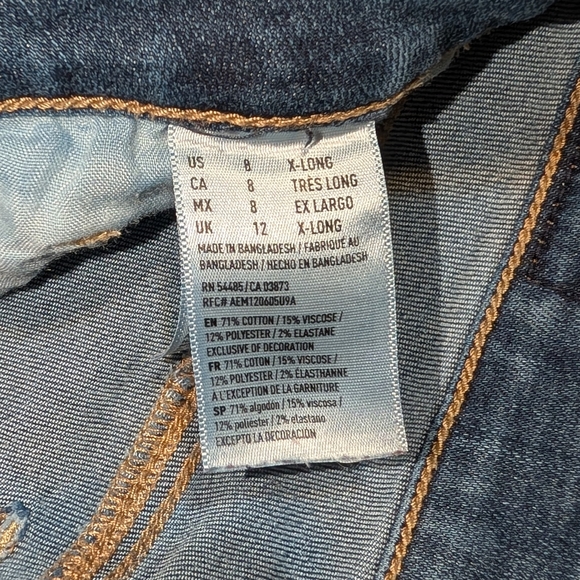 US 8 X-LONG
CA 8 TRÈS LONG
MX 8 EX LARGO
UK 12 X-LONG
MADE IN BANGLADESH / FABRIQUÉ AU
BANGLADESH / HECHO EN BANGLADESH
RN 54485 / CA 03873
RFC# AEM120605U9A
EN 71% COTTON / 15% VISCOSE /
12% POLYESTER / 2% ELASTANE
EXCLUSIVE OF DECORATION
FR 71% COTON / 15% VISCOSE /
12% POLYESTER / 2% ÉLASTHANNE
À L'EXCEPTION DE LA GARNITURE
SP 71% algodón / 15% viscosa /
12% poliester / 2% elastano
EXCEPTO LA DECORACIÓN